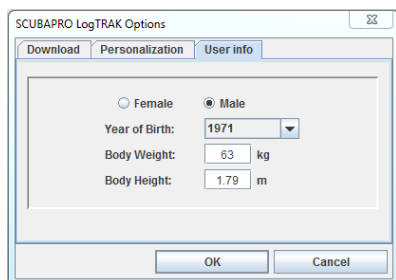 SCUBAPRO LogTRAK Options
Download Personalization User info
Female Male
Year of Birth: 1971
Body Weight: 63 kg
Body Height: 1.79 m
OK Cancel